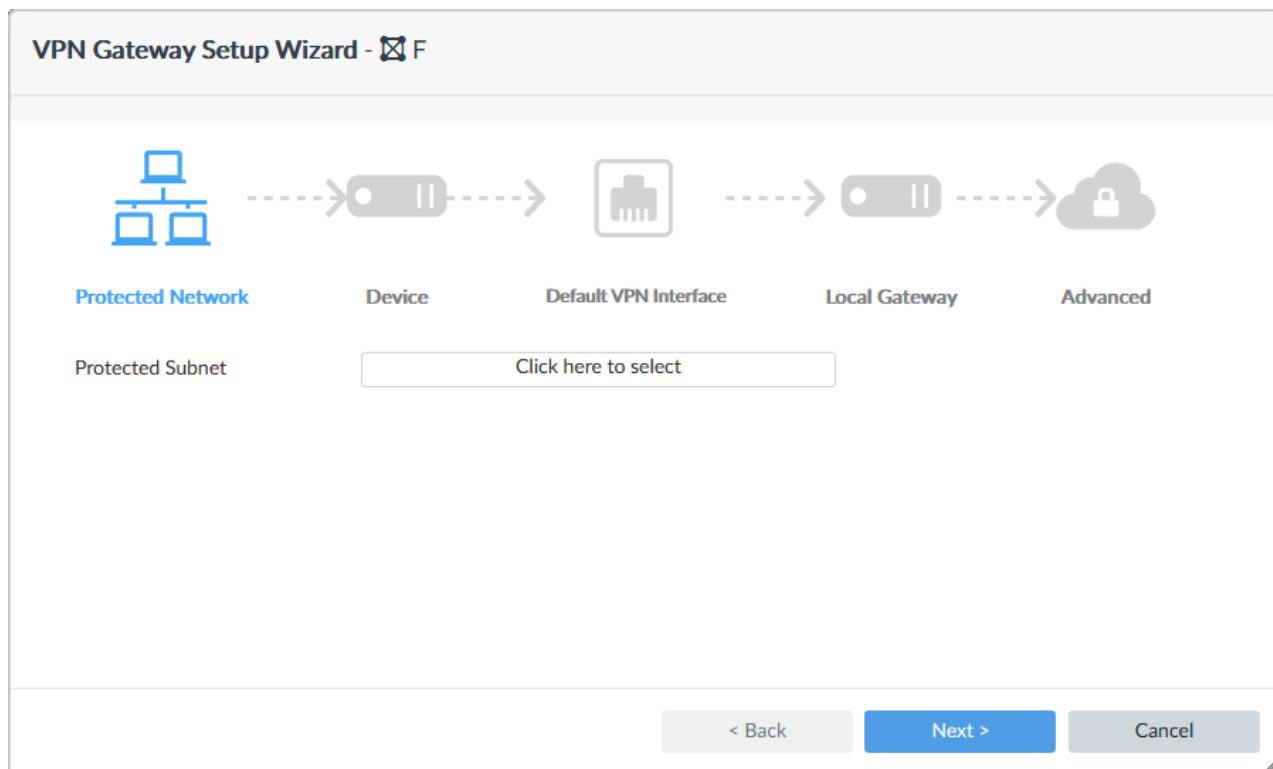 VPN Gateway Setup Wizard - F
Protected Network
Device
Default VPN Interface
Local Gateway
Advanced
Protected Subnet
Click here to select
< Back
Next >
Cancel